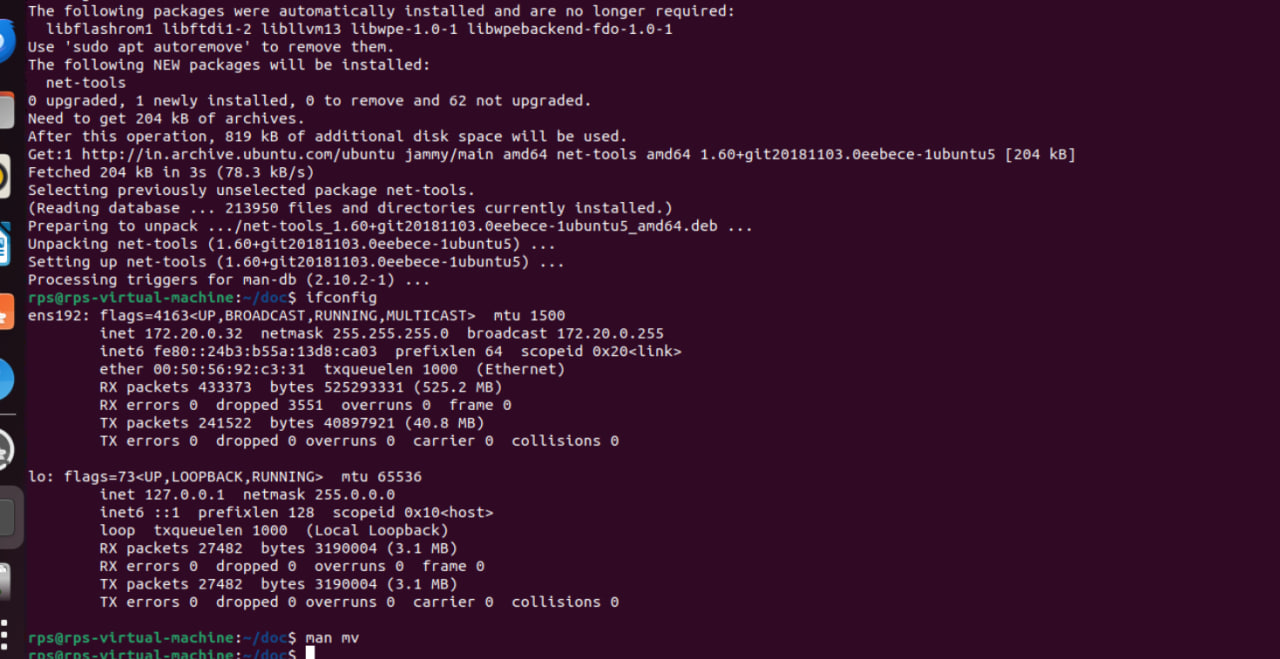 The following packages were automatically installed and are no longer required:
  libflashrom1 libftdi1-2 libllvm13 libwpe-1.0-1 libwpebackend-fdo-1.0-1
Use 'sudo apt autoremove' to remove them.
The following NEW packages will be installed:
  net-tools
0 upgraded, 1 newly installed, 0 to remove and 62 not upgraded.
Need to get 204 kB of archives.
After this operation, 819 kB of additional disk space will be used.
Get:1 http://in.archive.ubuntu.com/ubuntu jammy/main amd64 net-tools amd64 1.60+git20181103.0eebece-1ubuntu5 [204 kB]
Fetched 204 kB in 3s (78.3 kB/s)
Selecting previously unselected package net-tools.
(Reading database ... 213950 files and directories currently installed.)
Preparing to unpack .../net-tools_1.60+git20181103.0eebece-1ubuntu5_amd64.deb ...
Unpacking net-tools (1.60+git20181103.0eebece-1ubuntu5) ...
Setting up net-tools (1.60+git20181103.0eebece-1ubuntu5) ...
Processing triggers for man-db (2.10.2-1) ...
rps@rps-virtual-machine:~/doc$ ifconfig
ens192: flags=4163<UP,BROADCAST,RUNNING,MULTICAST>  mtu 1500
        inet 172.20.0.32  netmask 255.255.255.0  broadcast 172.20.0.255
        inet6 fe80::24b3:b55a:13d8:ca03  prefixlen 64  scopeid 0x20<link>
        ether 00:50:56:92:c3:31  txqueuelen 1000  (Ethernet)
        RX packets 433373  bytes 525293331 (525.2 MB)
        RX errors 0  dropped 3551  overruns 0  frame 0
        TX packets 241522  bytes 40897921 (40.8 MB)
        TX errors 0  dropped 0 overruns 0  carrier 0  collisions 0

lo: flags=73<UP,LOOPBACK,RUNNING>  mtu 65536
        inet 127.0.0.1  netmask 255.0.0.0
        inet6 ::1  prefixlen 128  scopeid 0x10<host>
        loop  txqueuelen 1000  (Local Loopback)
        RX packets 27482  bytes 3190004 (3.1 MB)
        RX errors 0  dropped 0  overruns 0  frame 0
        TX packets 27482  bytes 3190004 (3.1 MB)
        TX errors 0  dropped 0 overruns 0  carrier 0  collisions 0

rps@rps-virtual-machine:~/doc$ man mv
rps@rps-virtual-machine:~/doc$